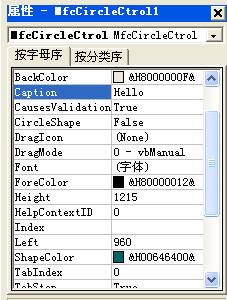 属性 - MfcCircleCtrol1
MfcCircleCtrol1 MfcCircleCtrol
按字母序 按分类序
BackColor &H8000000F&
Caption Hello
CausesValidation True
CircleShape False
DragIcon (None)
DragMode 0 - vbManual
Font (字体)
ForeColor &H80000012&
Height 1215
HelpContextID 0
Index
Left 960
ShapeColor &H00646400&
TabIndex 0
TabStop True